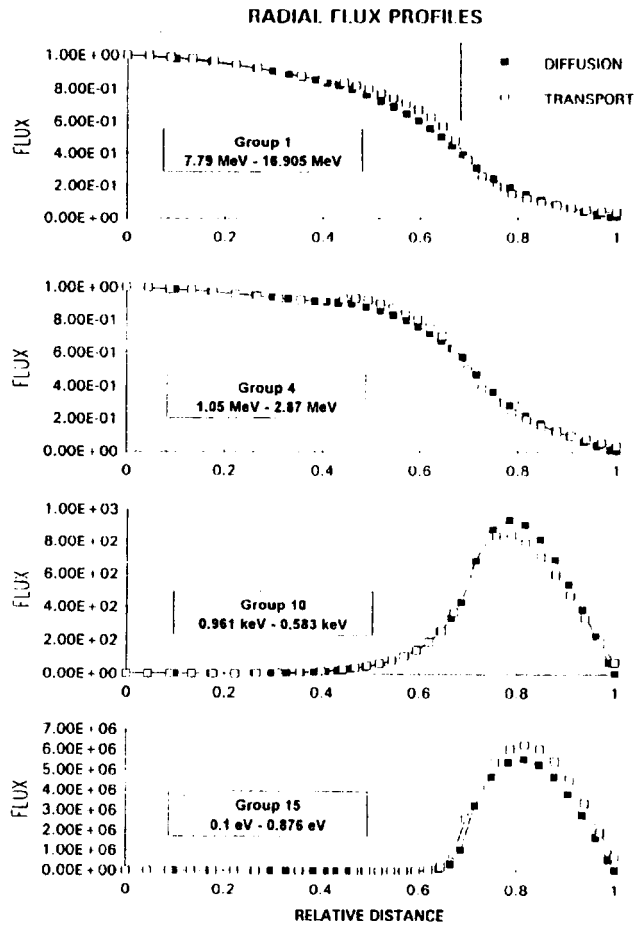 RADIAL FLUX PROFILES
DIFFUSION
TRANSPORT
FLUX
1.00E + 00
8.00E-01
6.00E-01
4.00E-01
2.00E-01
0.00E + 00
Group 1
7.79 MeV - 16.905 MeV
0 0.2 0.4 0.6 0.8 1
FLUX
1.00E + 00
8.00E-01
6.00E-01
4.00E-01
2.00E-01
0.00E + 00
Group 4
1.05 MeV - 2.87 MeV
0 0.2 0.4 0.6 0.8 1
FLUX
1.00E + 03
8.00E + 02
6.00E + 02
4.00E + 02
2.00E + 02
0.00E + 00
Group 10
0.961 keV - 0.583 keV
0 0.2 0.4 0.6 0.8 1
FLUX
7.00E + 06
6.00E + 06
5.00E + 06
4.00E + 06
3.00E + 06
2.00E + 06
1.00E + 06
0.00E + 00
Group 15
0.1 eV - 0.876 eV
0 0.2 0.4 0.6 0.8 1
RELATIVE DISTANCE